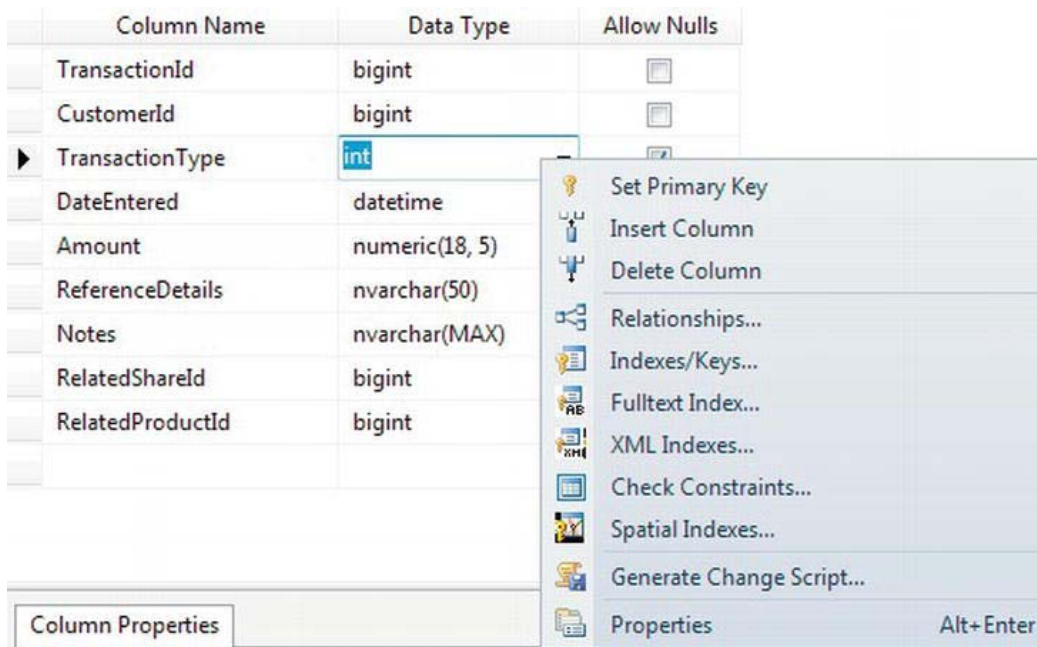 Column Name Data Type Allow Nulls
TransactionId bigint
CustomerId bigint
TransactionType int
DateEntered datetime
Amount numeric(18, 5)
ReferenceDetails nvarchar(50)
Notes nvarchar(MAX)
RelatedShareId bigint
RelatedProductId bigint
Set Primary Key
Insert Column
Delete Column
Relationships...
Indexes/Keys...
Fulltext Index...
XML Indexes...
Check Constraints...
Spatial Indexes...
Generate Change Script...
Properties Alt+Enter
Column Properties